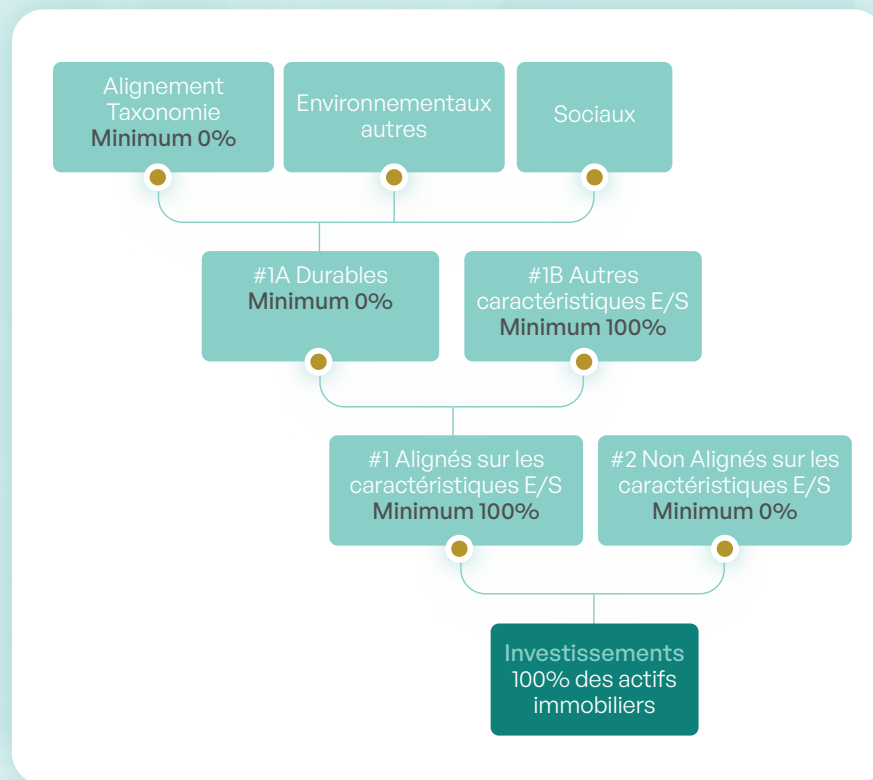 Alignement
Taxonomie
Minimum 0%
Environnementaux
autres
Sociaux
#1A Durables
Minimum 0%
#1B Autres
caractéristiques E/S
Minimum 100%
#1 Alignés sur les
caractéristiques E/S
Minimum 100%
#2 Non Alignés sur les
caractéristiques E/S
Minimum 0%
Investissements
100% des actifs
immobiliers